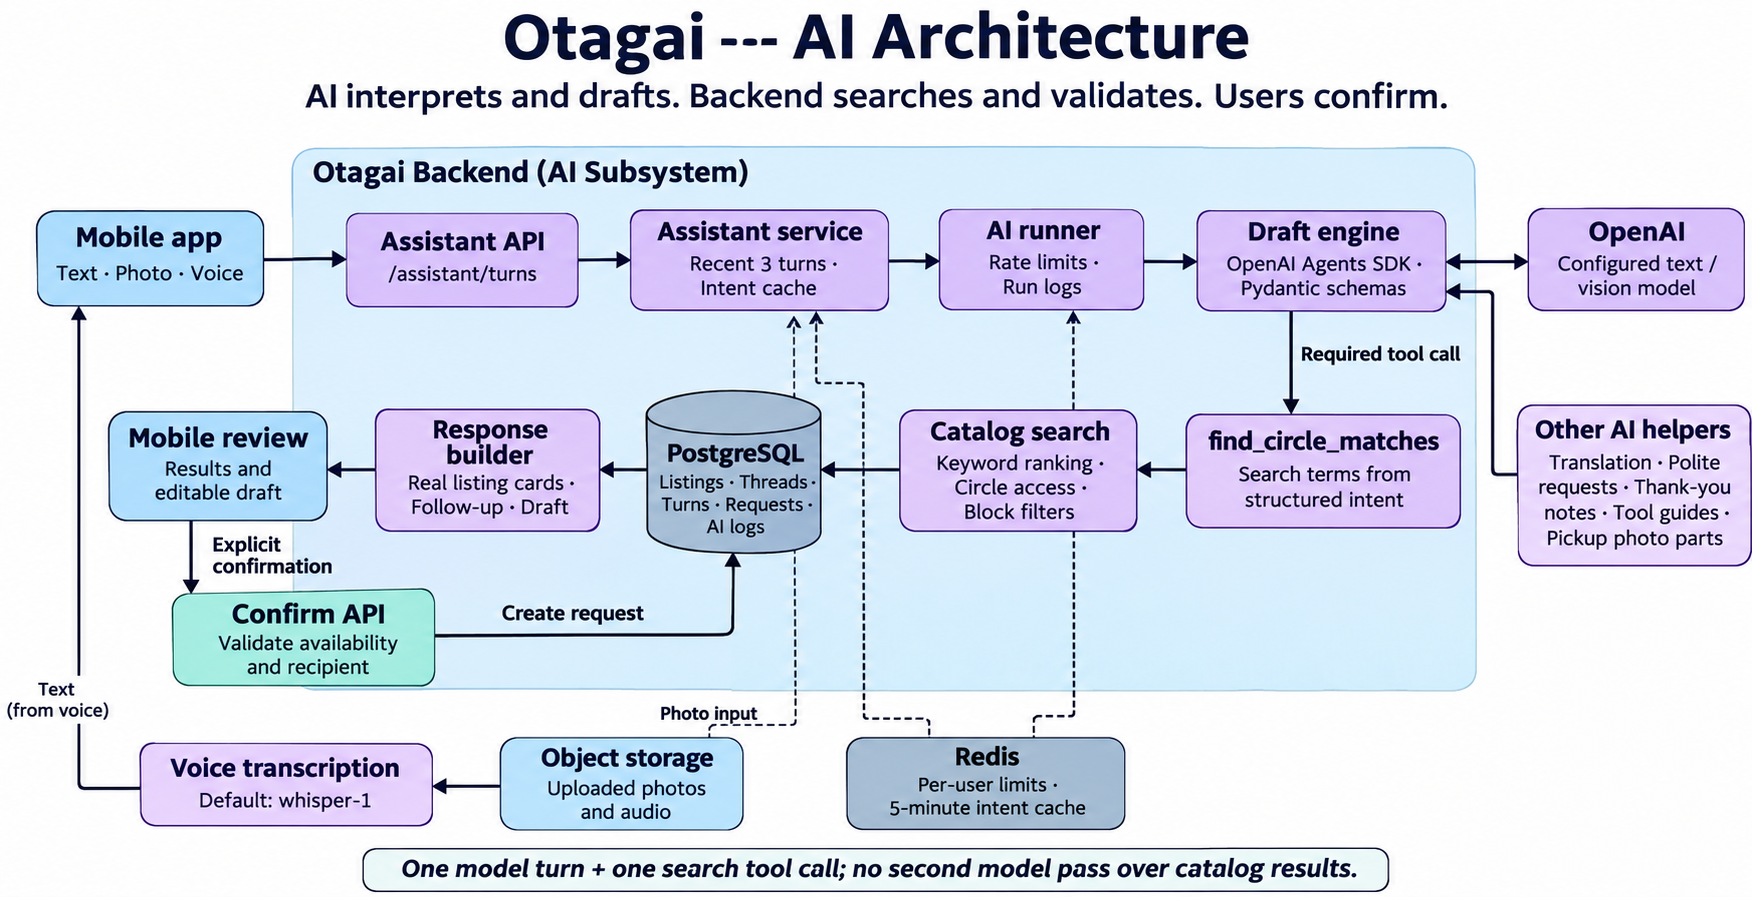 Otagai --- AI Architecture
AI interprets and drafts. Backend searches and validates. Users confirm.
Otagai Backend (AI Subsystem)
Mobile app
Text · Photo · Voice
Assistant API
/assistant/turns
Assistant service
Recent 3 turns ·
Intent cache
AI runner
Rate limits ·
Run logs
Draft engine
OpenAI Agents SDK ·
Pydantic schemas
OpenAI
Configured text /
vision model
Required tool call
Mobile review
Results and
editable draft
Response
builder
Real listing cards ·
Follow-up · Draft
PostgreSQL
Listings · Threads ·
Turns · Requests ·
AI logs
Catalog search
Keyword ranking ·
Circle access ·
Block filters
find_circle_matches
Search terms from
structured intent
Other AI helpers
Translation · Polite
requests · Thank-you
notes · Tool guides ·
Pickup photo parts
Explicit
confirmation
Confirm API
Validate availability
and recipient
Create request
Text
(from voice)
Photo input
Voice transcription
Default: whisper-1
Object storage
Uploaded photos
and audio
Redis
Per-user limits ·
5-minute intent cache
One model turn + one search tool call; no second model pass over catalog results.